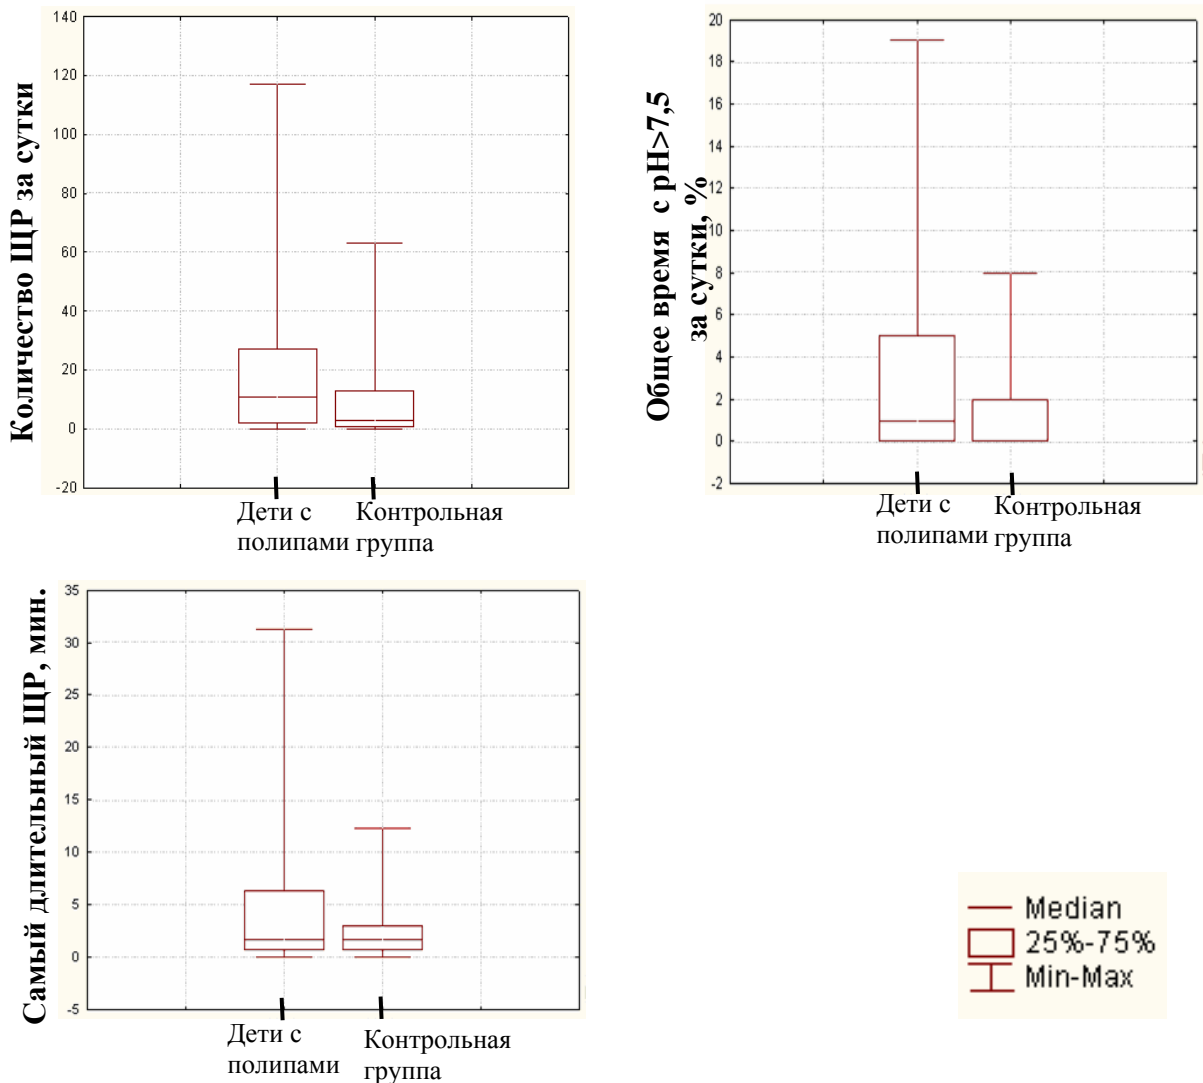 Количество ЩР за сутки
140
120
100
80
60
40
20
0
-20
Дети с
полипами
Контрольная
группа
Общее время с pH>7,5
за сутки, %
20
18
16
14
12
10
8
6
4
2
0
-2
Дети с
полипами
Контрольная
группа
Самый длительный ЩР, мин.
35
30
25
20
15
10
5
0
-5
Дети с
полипами
Контрольная
группа
Median
25%-75%
Min-Max